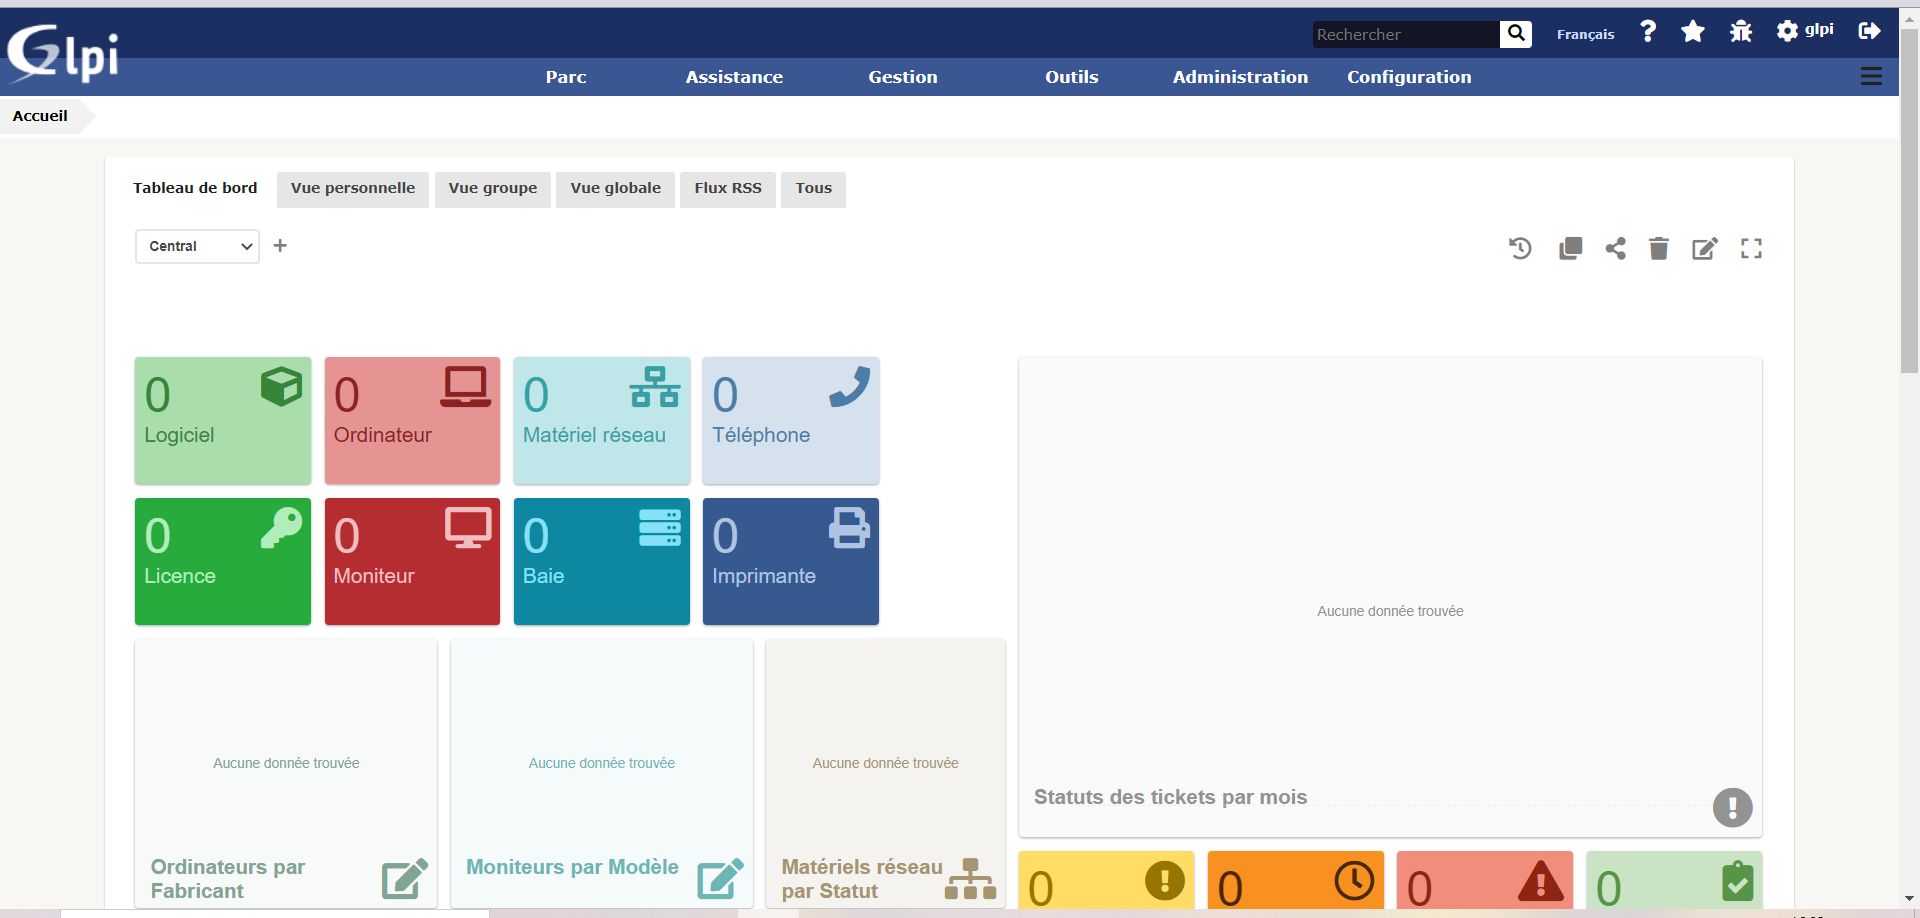 Glpi
Rechercher
Français
glpi
Parc
Assistance
Gestion
Outils
Administration
Configuration
Accueil
Tableau de bord
Vue personnelle
Vue groupe
Vue globale
Flux RSS
Tous
Central
0
Logiciel
0
Ordinateur
0
Matériel réseau
0
Téléphone
0
Licence
0
Moniteur
0
Baie
0
Imprimante
Aucune donnée trouvée
Statuts des tickets par mois
Aucune donnée trouvée
Ordinateurs par
Fabricant
Aucune donnée trouvée
Moniteurs par Modèle
Aucune donnée trouvée
Matériels réseau
par Statut
0
0
0
0